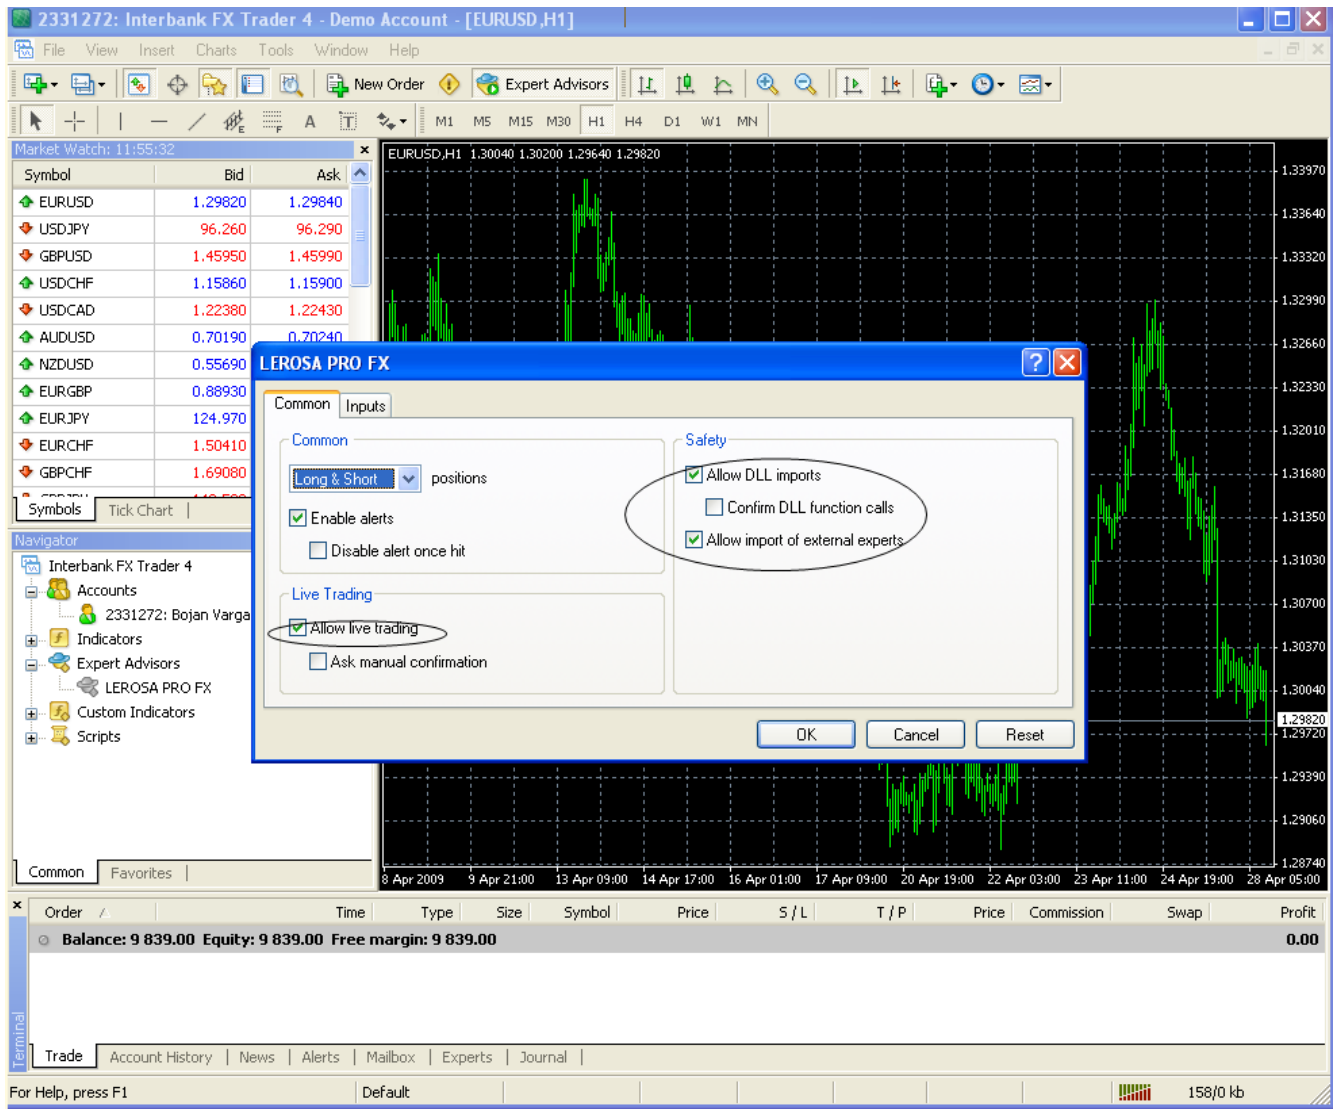 2331272: Interbank FX Trader 4 - Demo Account - [EURUSD,H1]
File View Insert Charts Tools Window Help
New Order Expert Advisors
A T M1 M5 M15 M30 H1 H4 D1 W1 MN
Market Watch: 11:55:32
Symbol Bid Ask
EURUSD 1.29820 1.29840
USDJPY 96.260 96.290
GBPUSD 1.45950 1.45990
USDCHF 1.15860 1.15900
USDCAD 1.22380 1.22430
AUDUSD 0.70190 0.70240
NZDUSD 0.55690
EURGBP 0.88930
EURJPY 124.970
EURCHF 1.50410
GBPCHF 1.69080
Symbols Tick Chart
Navigator
Interbank FX Trader 4
Accounts
2331272: Bojan Varga
Indicators
Expert Advisors
LEROSA PRO FX
Custom Indicators
Scripts
Common Favorites
EURUSD,H1 1.30040 1.30200 1.29640 1.29820
1.33970
1.33640
1.33320
1.32990
1.32660
1.32330
1.32010
1.31680
1.31350
1.31030
1.30700
1.30370
1.30040
1.29820
1.29720
1.29390
1.29060
1.28740
8 Apr 2009 9 Apr 21:00 13 Apr 09:00 14 Apr 17:00 16 Apr 01:00 17 Apr 09:00 20 Apr 19:00 22 Apr 03:00 23 Apr 11:00 24 Apr 19:00 28 Apr 05:00
LEROSA PRO FX
Common Inputs
Common
Long & Short positions
Enable alerts
Disable alert once hit
Live Trading
Allow live trading
Ask manual confirmation
Safety
Allow DLL imports
Confirm DLL function calls
Allow import of external experts
OK Cancel Reset
Order Time Type Size Symbol Price S / L T / P Price Commission Swap Profit
Balance: 9 839.00 Equity: 9 839.00 Free margin: 9 839.00 0.00
Terminal
Trade Account History News Alerts Mailbox Experts Journal
For Help, press F1 Default 158/0 kb